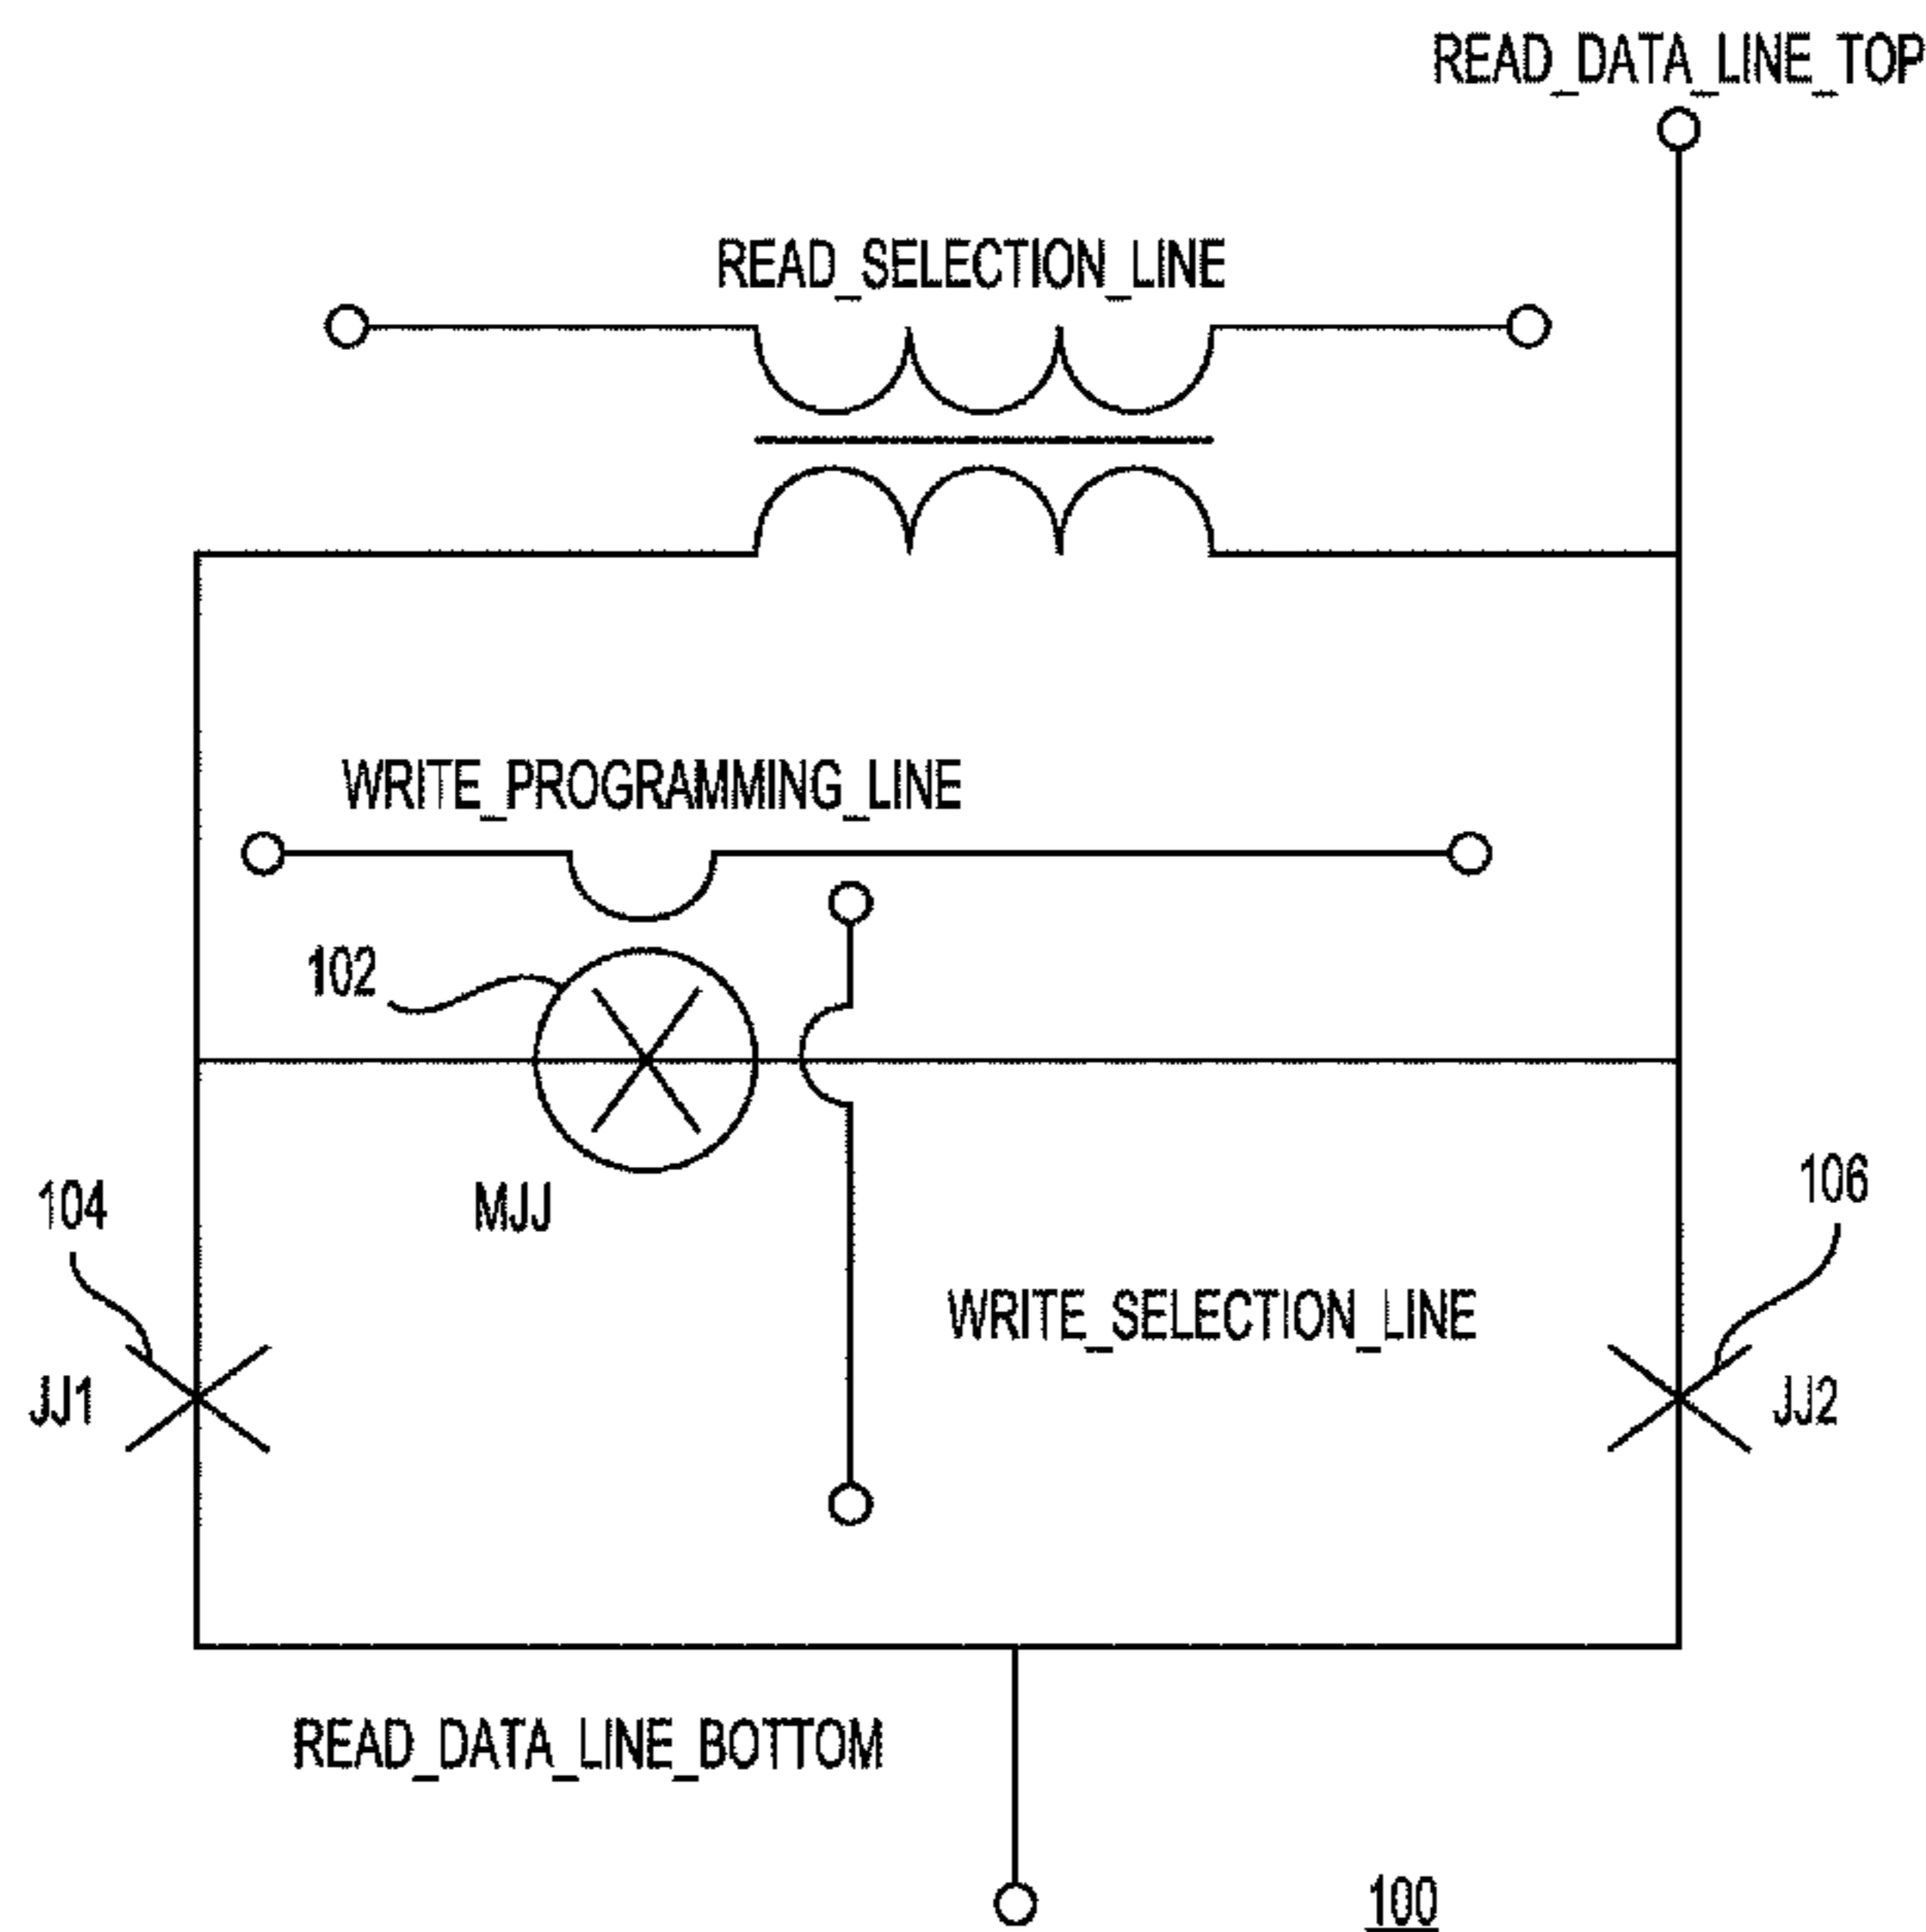 READ_DATA_LINE_TOP
READ_SELECTION_LINE
WRITE_PROGRAMMING_LINE
102
MJJ
104
106
WRITE_SELECTION_LINE
JJ1
JJ2
READ_DATA_LINE_BOTTOM
100